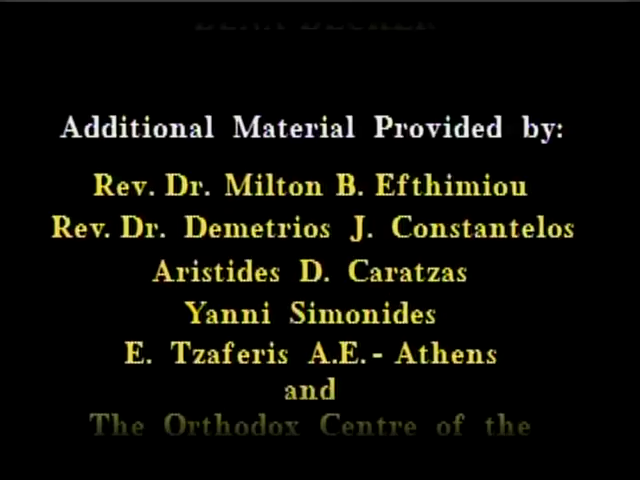 Additional Material Provided by:
Rev. Dr. Milton B. Efthimiou
Rev. Dr. Demetrios J. Constantelos
Aristides D. Caratzas
Yanni Simonides
E. Tzaferis A.E. - Athens
and
The Orthodox Centre of the